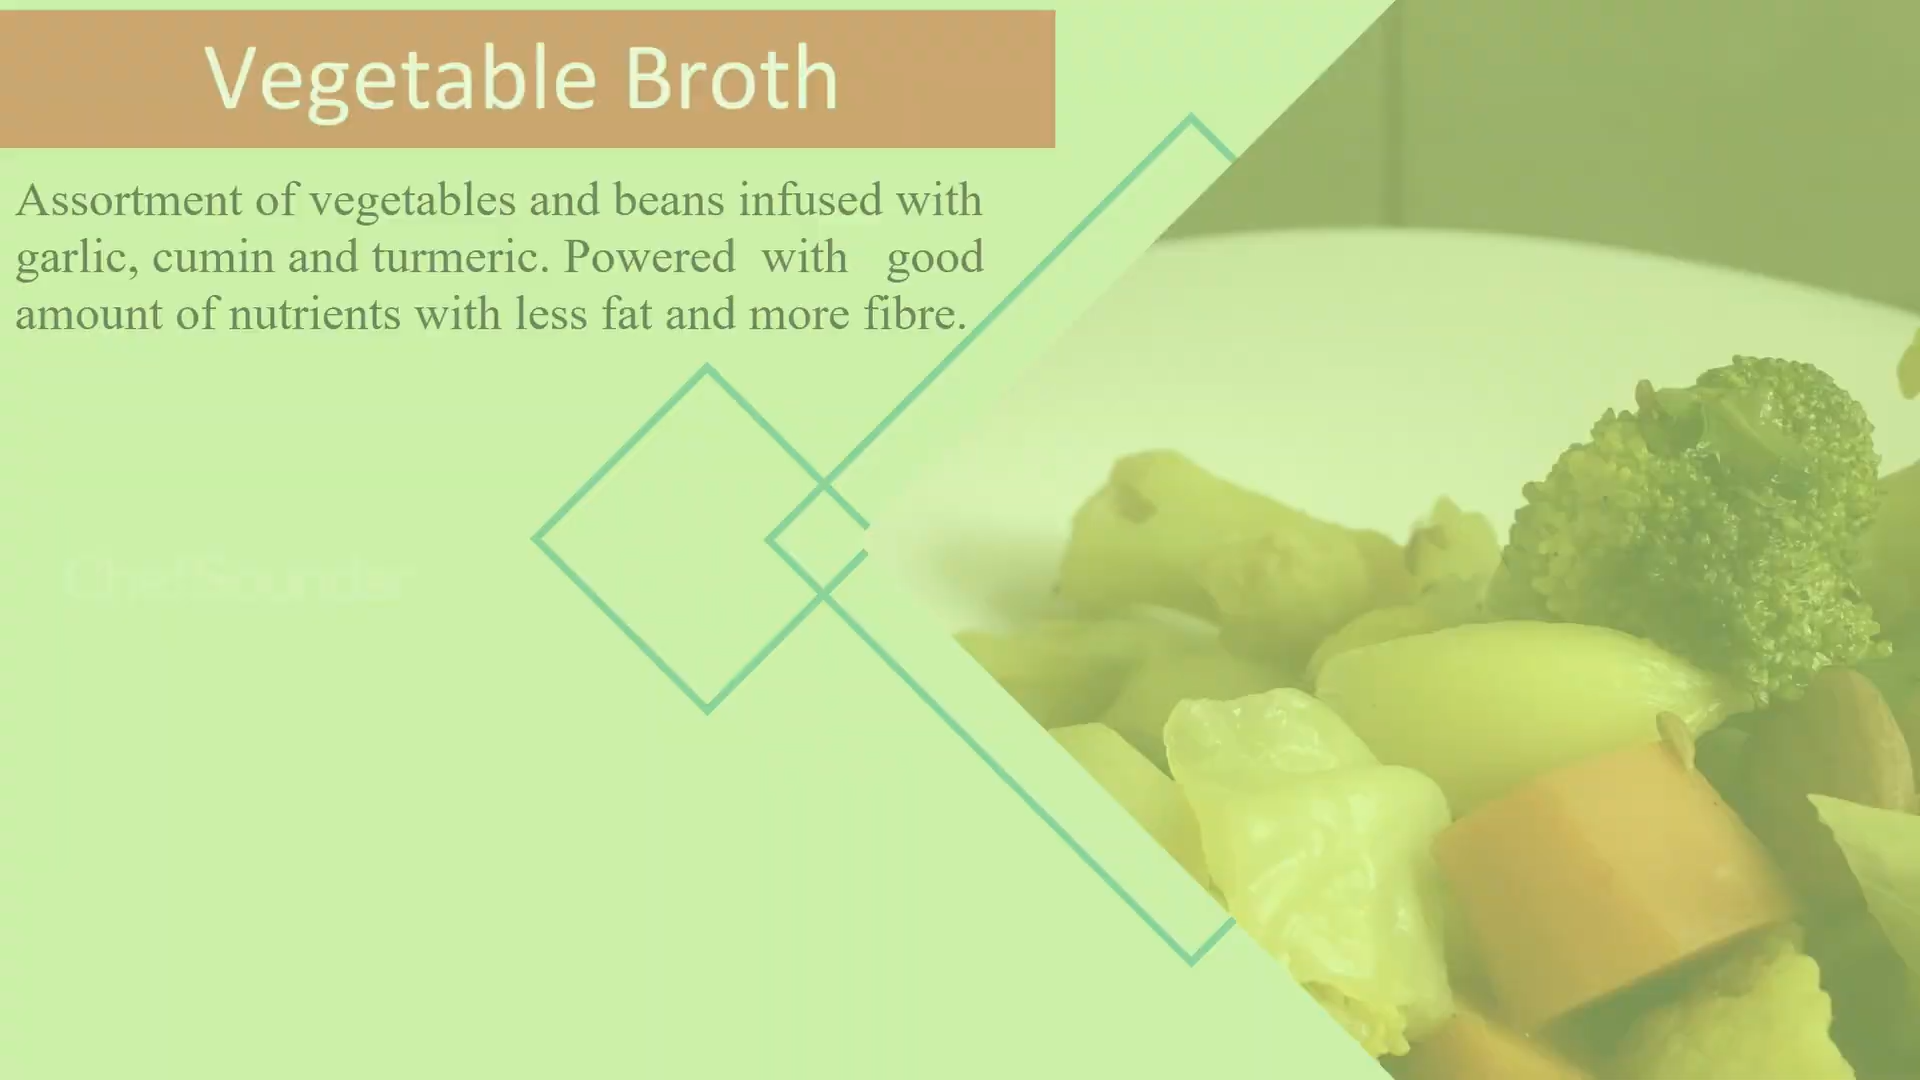 Vegetable Broth
Assortment of vegetables and beans infused with
garlic, cumin and turmeric. Powered with good
amount of nutrients with less fat and more fibre.